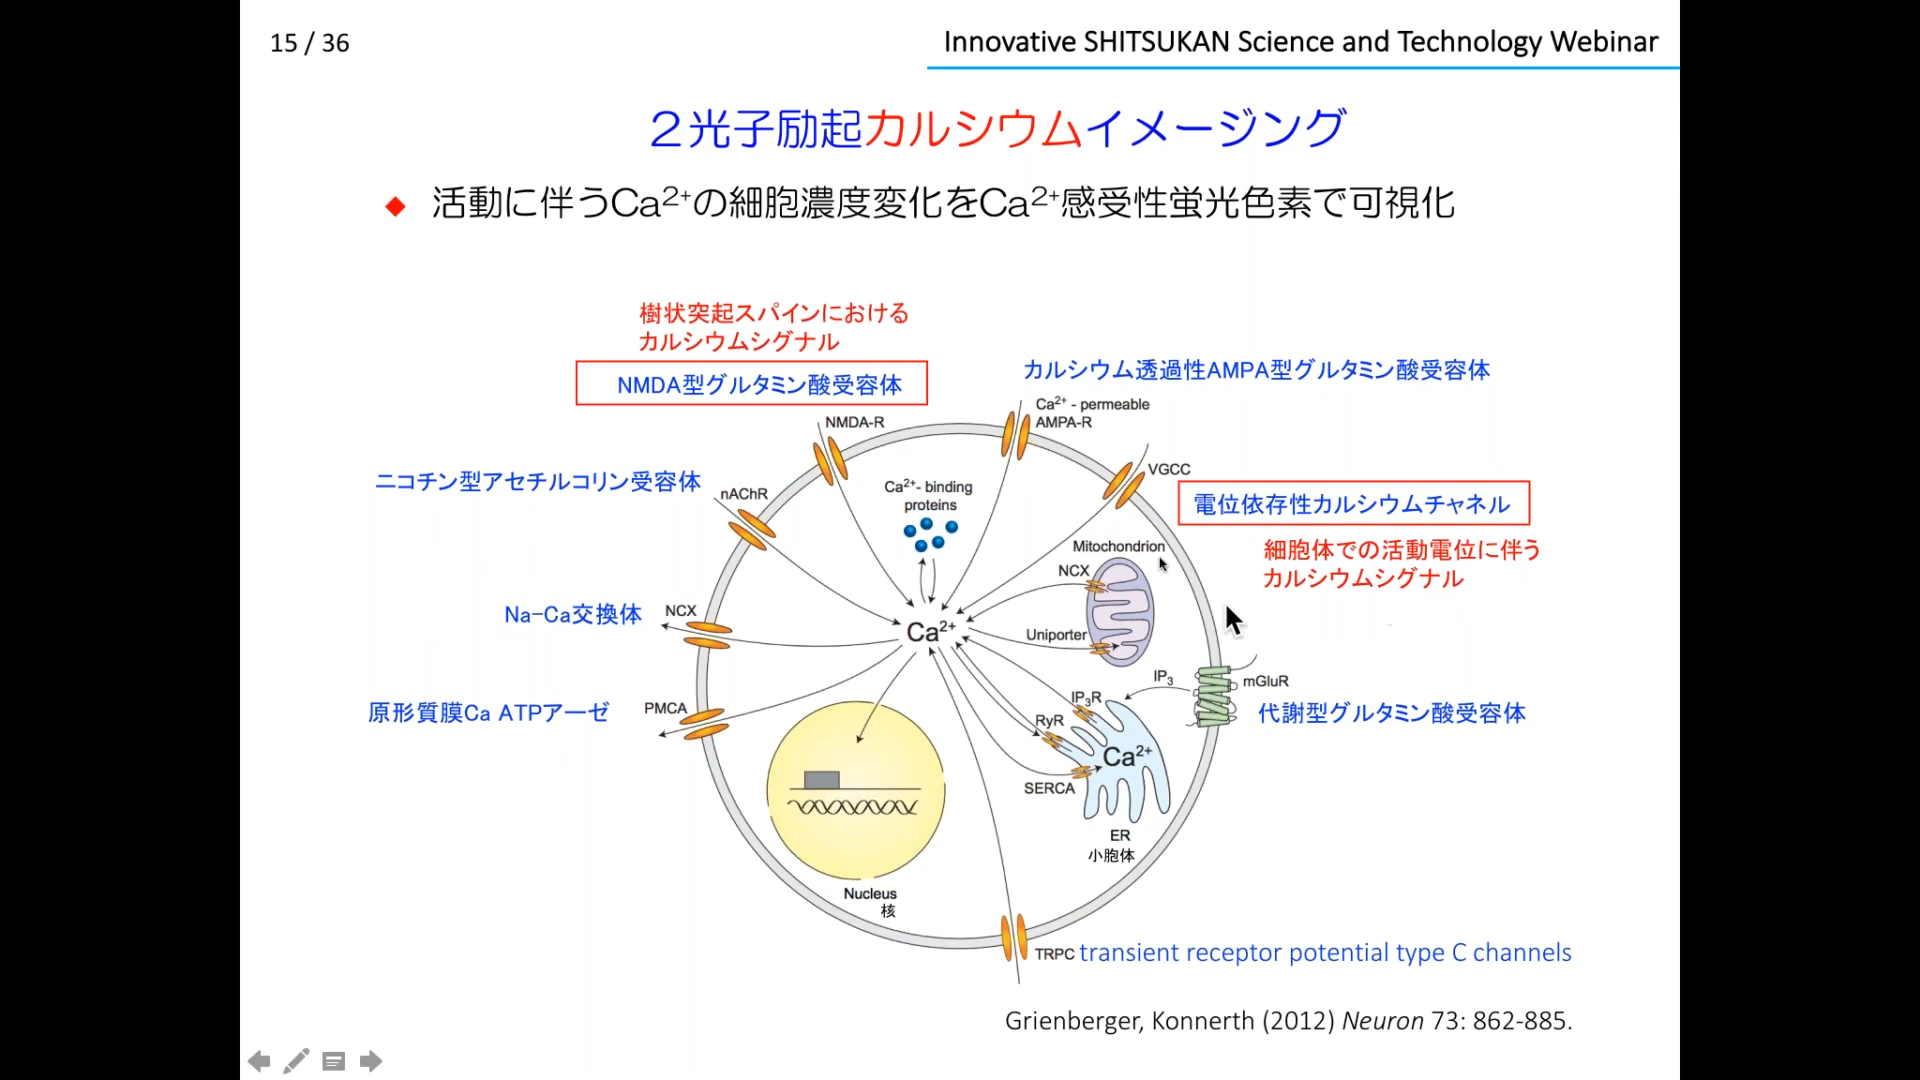 15 / 36
Innovative SHITSUKAN Science and Technology Webinar
２光子励起カルシウムイメージング
活動に伴うCa2+の細胞濃度変化をCa2+感受性蛍光色素で可視化
樹状突起スパインにおける
カルシウムシグナル
NMDA型グルタミン酸受容体
カルシウム透過性AMPA型グルタミン酸受容体
Ca2+ - permeable
AMPA-R
NMDA-R
VGCC
ニコチン型アセチルコリン受容体
nAChR
Ca2+- binding
proteins
電位依存性カルシウムチャネル
細胞体での活動電位に伴う
カルシウムシグナル
Mitochondrion
NCX
Na-Ca交換体
NCX
Ca2+
Uniporter
IP3
mGluR
代謝型グルタミン酸受容体
原形質膜Ca ATPアーゼ
PMCA
IP3R
RyR
Ca2+
SERCA
ER
小胞体
Nucleus
核
TRPC transient receptor potential type C channels
Grienberger, Konnerth (2012) Neuron 73: 862-885.